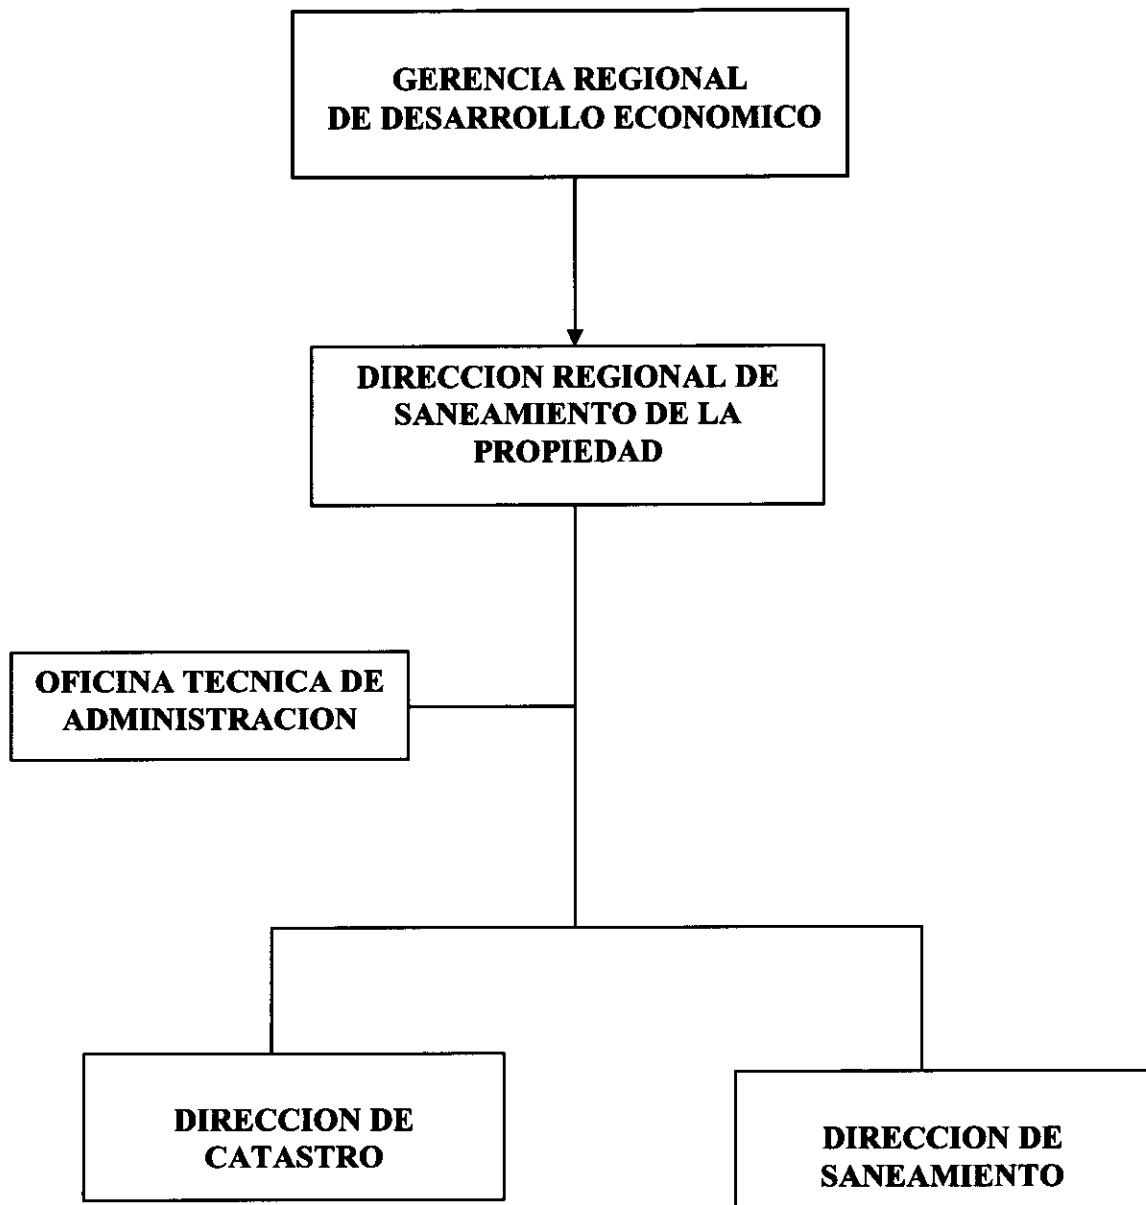 GERENCIA REGIONAL
DE DESARROLLO ECONOMICO
DIRECCION REGIONAL DE
SANEAMIENTO DE LA
PROPIEDAD
OFICINA TECNICA DE
ADMINISTRACION
DIRECCION DE
CATASTRO
DIRECCION DE
SANEAMIENTO